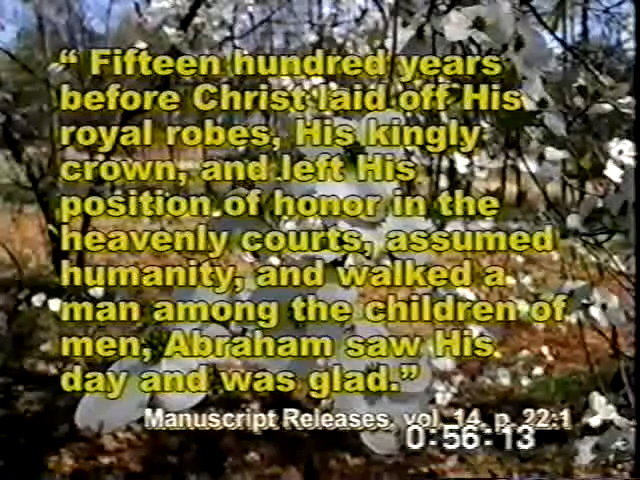 “ Fifteen hundred years
before Christ laid off His
royal robes, His kingly
crown, and left His
position of honor in the
heavenly courts, assumed
humanity, and walked a
man among the children of
men, Abraham saw His
day and was glad.”
Manuscript Releases, vol. 14, p. 22:1
0:56:13